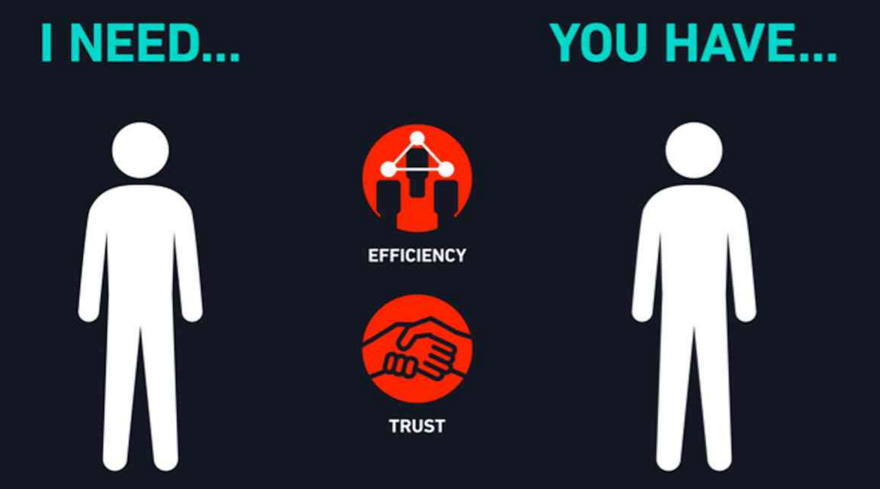 I NEED...
YOU HAVE...
EFFICIENCY
TRUST